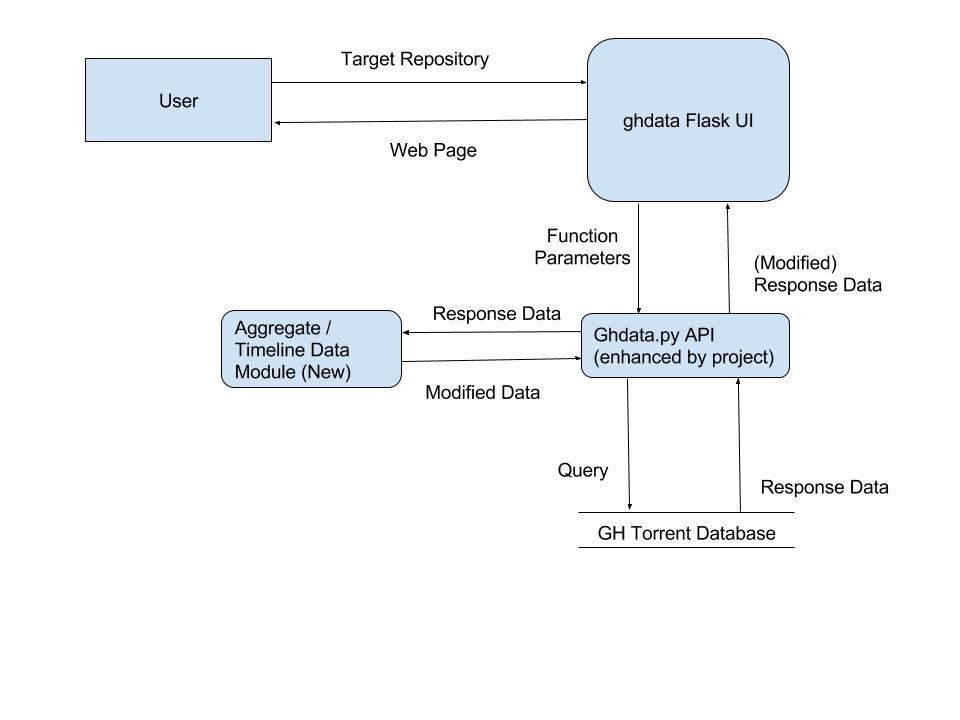 Target Repository
User
ghdata Flask UI
Web Page
Function
Parameters
(Modified)
Response Data
Response Data
Aggregate /
Timeline Data
Module (New)
Ghdata.py API
(enhanced by project)
Modified Data
Query
Response Data
GH Torrent Database